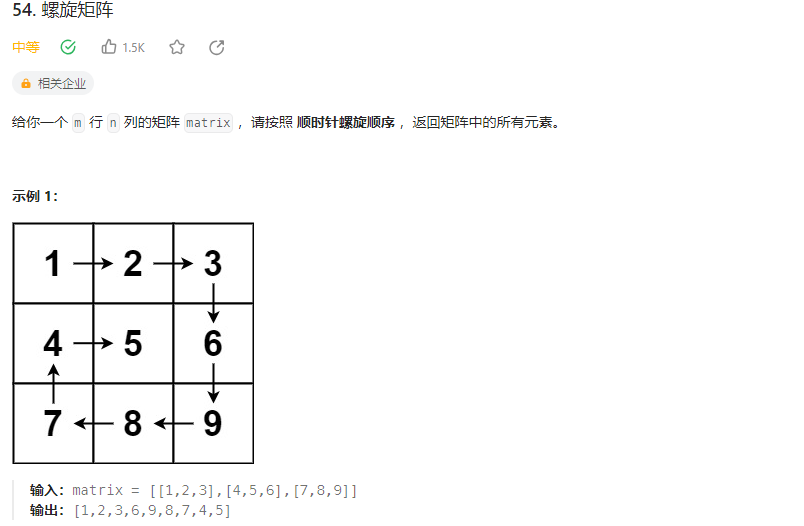 54. 螺旋矩阵
中等 1.5K
相关企业
给你一个 m 行 n 列的矩阵 matrix ，请按照 顺时针螺旋顺序 ，返回矩阵中的所有元素。
示例 1：
1 2 3
4 5 6
7 8 9
输入：matrix = [[1,2,3],[4,5,6],[7,8,9]]
输出：[1,2,3,6,9,8,7,4,5]